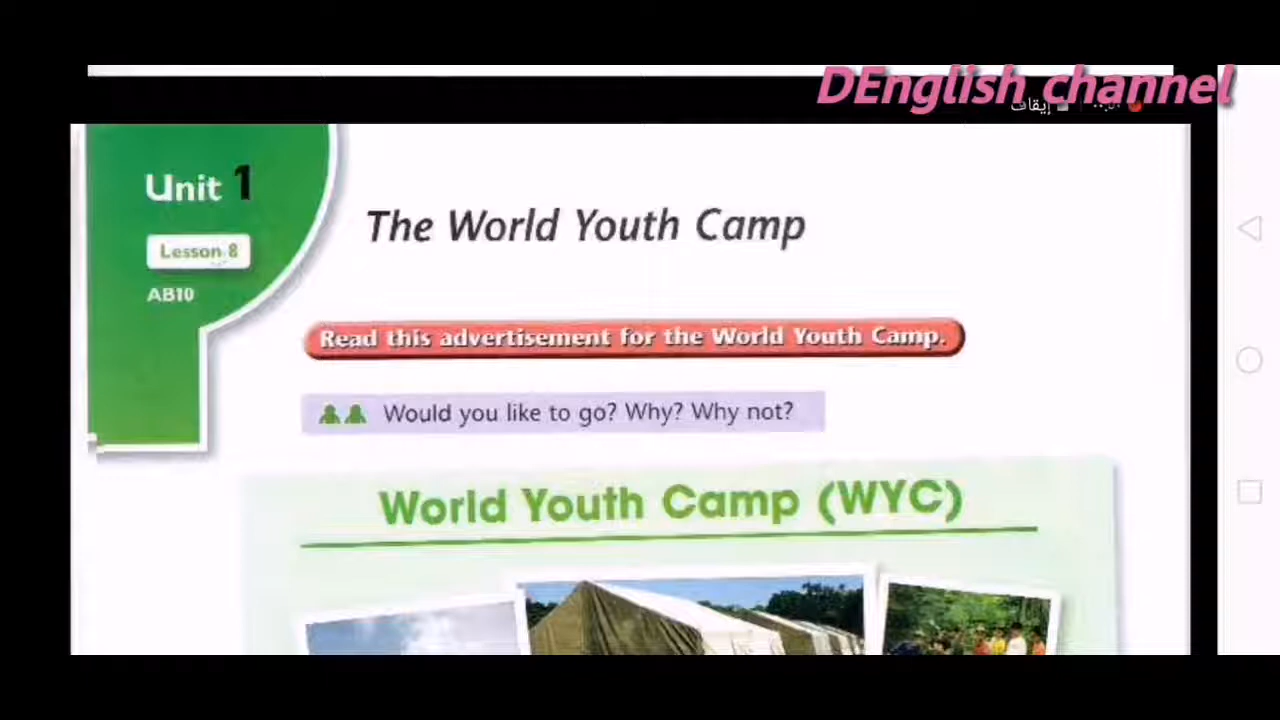 DEnglish channel
إيقاف
Unit 1
The World Youth Camp
Lesson 8
AB10
Read this advertisement for the World Youth Camp.
Would you like to go? Why? Why not?
World Youth Camp (WYC)